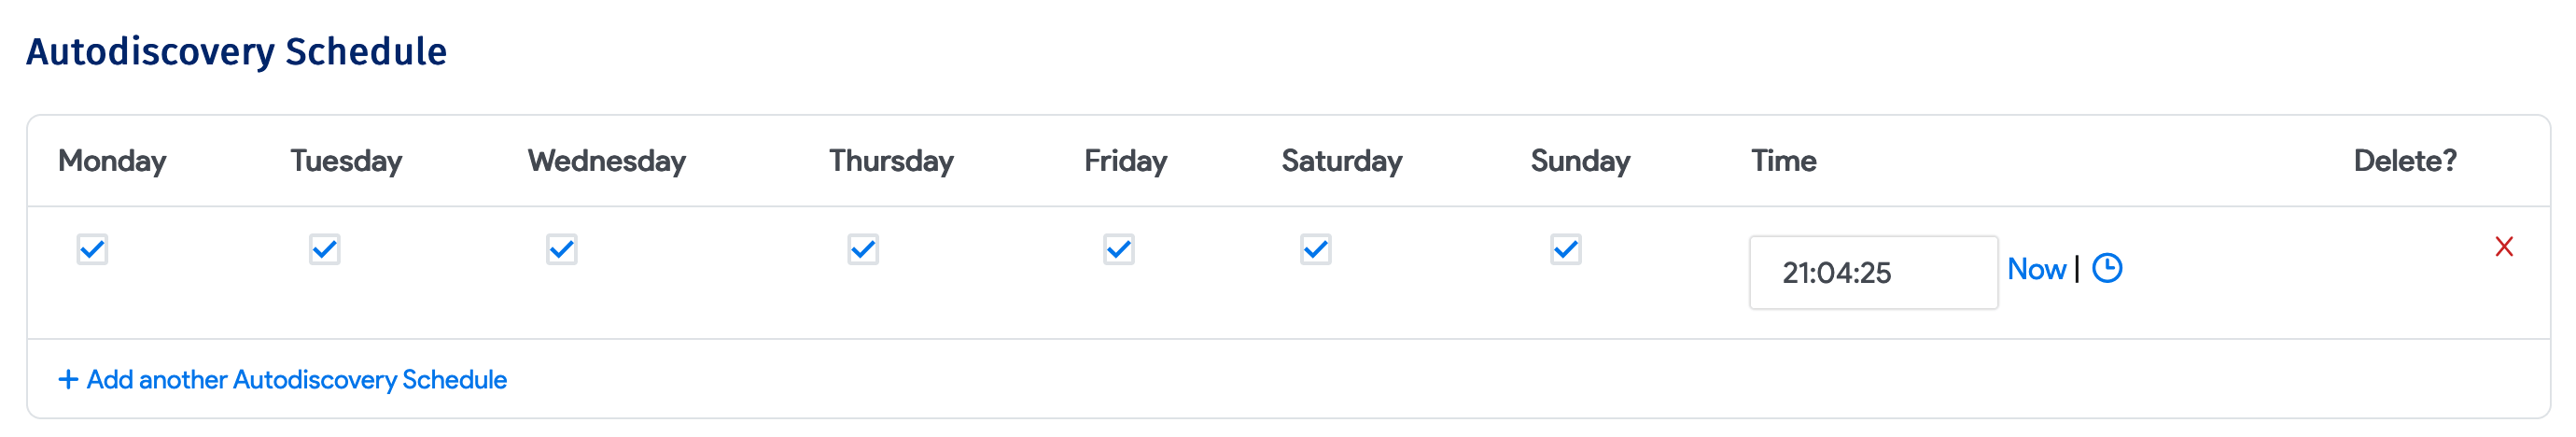 Autodiscovery Schedule
Monday Tuesday Wednesday Thursday Friday Saturday Sunday Time Delete?
21:04:25 Now |
+ Add another Autodiscovery Schedule